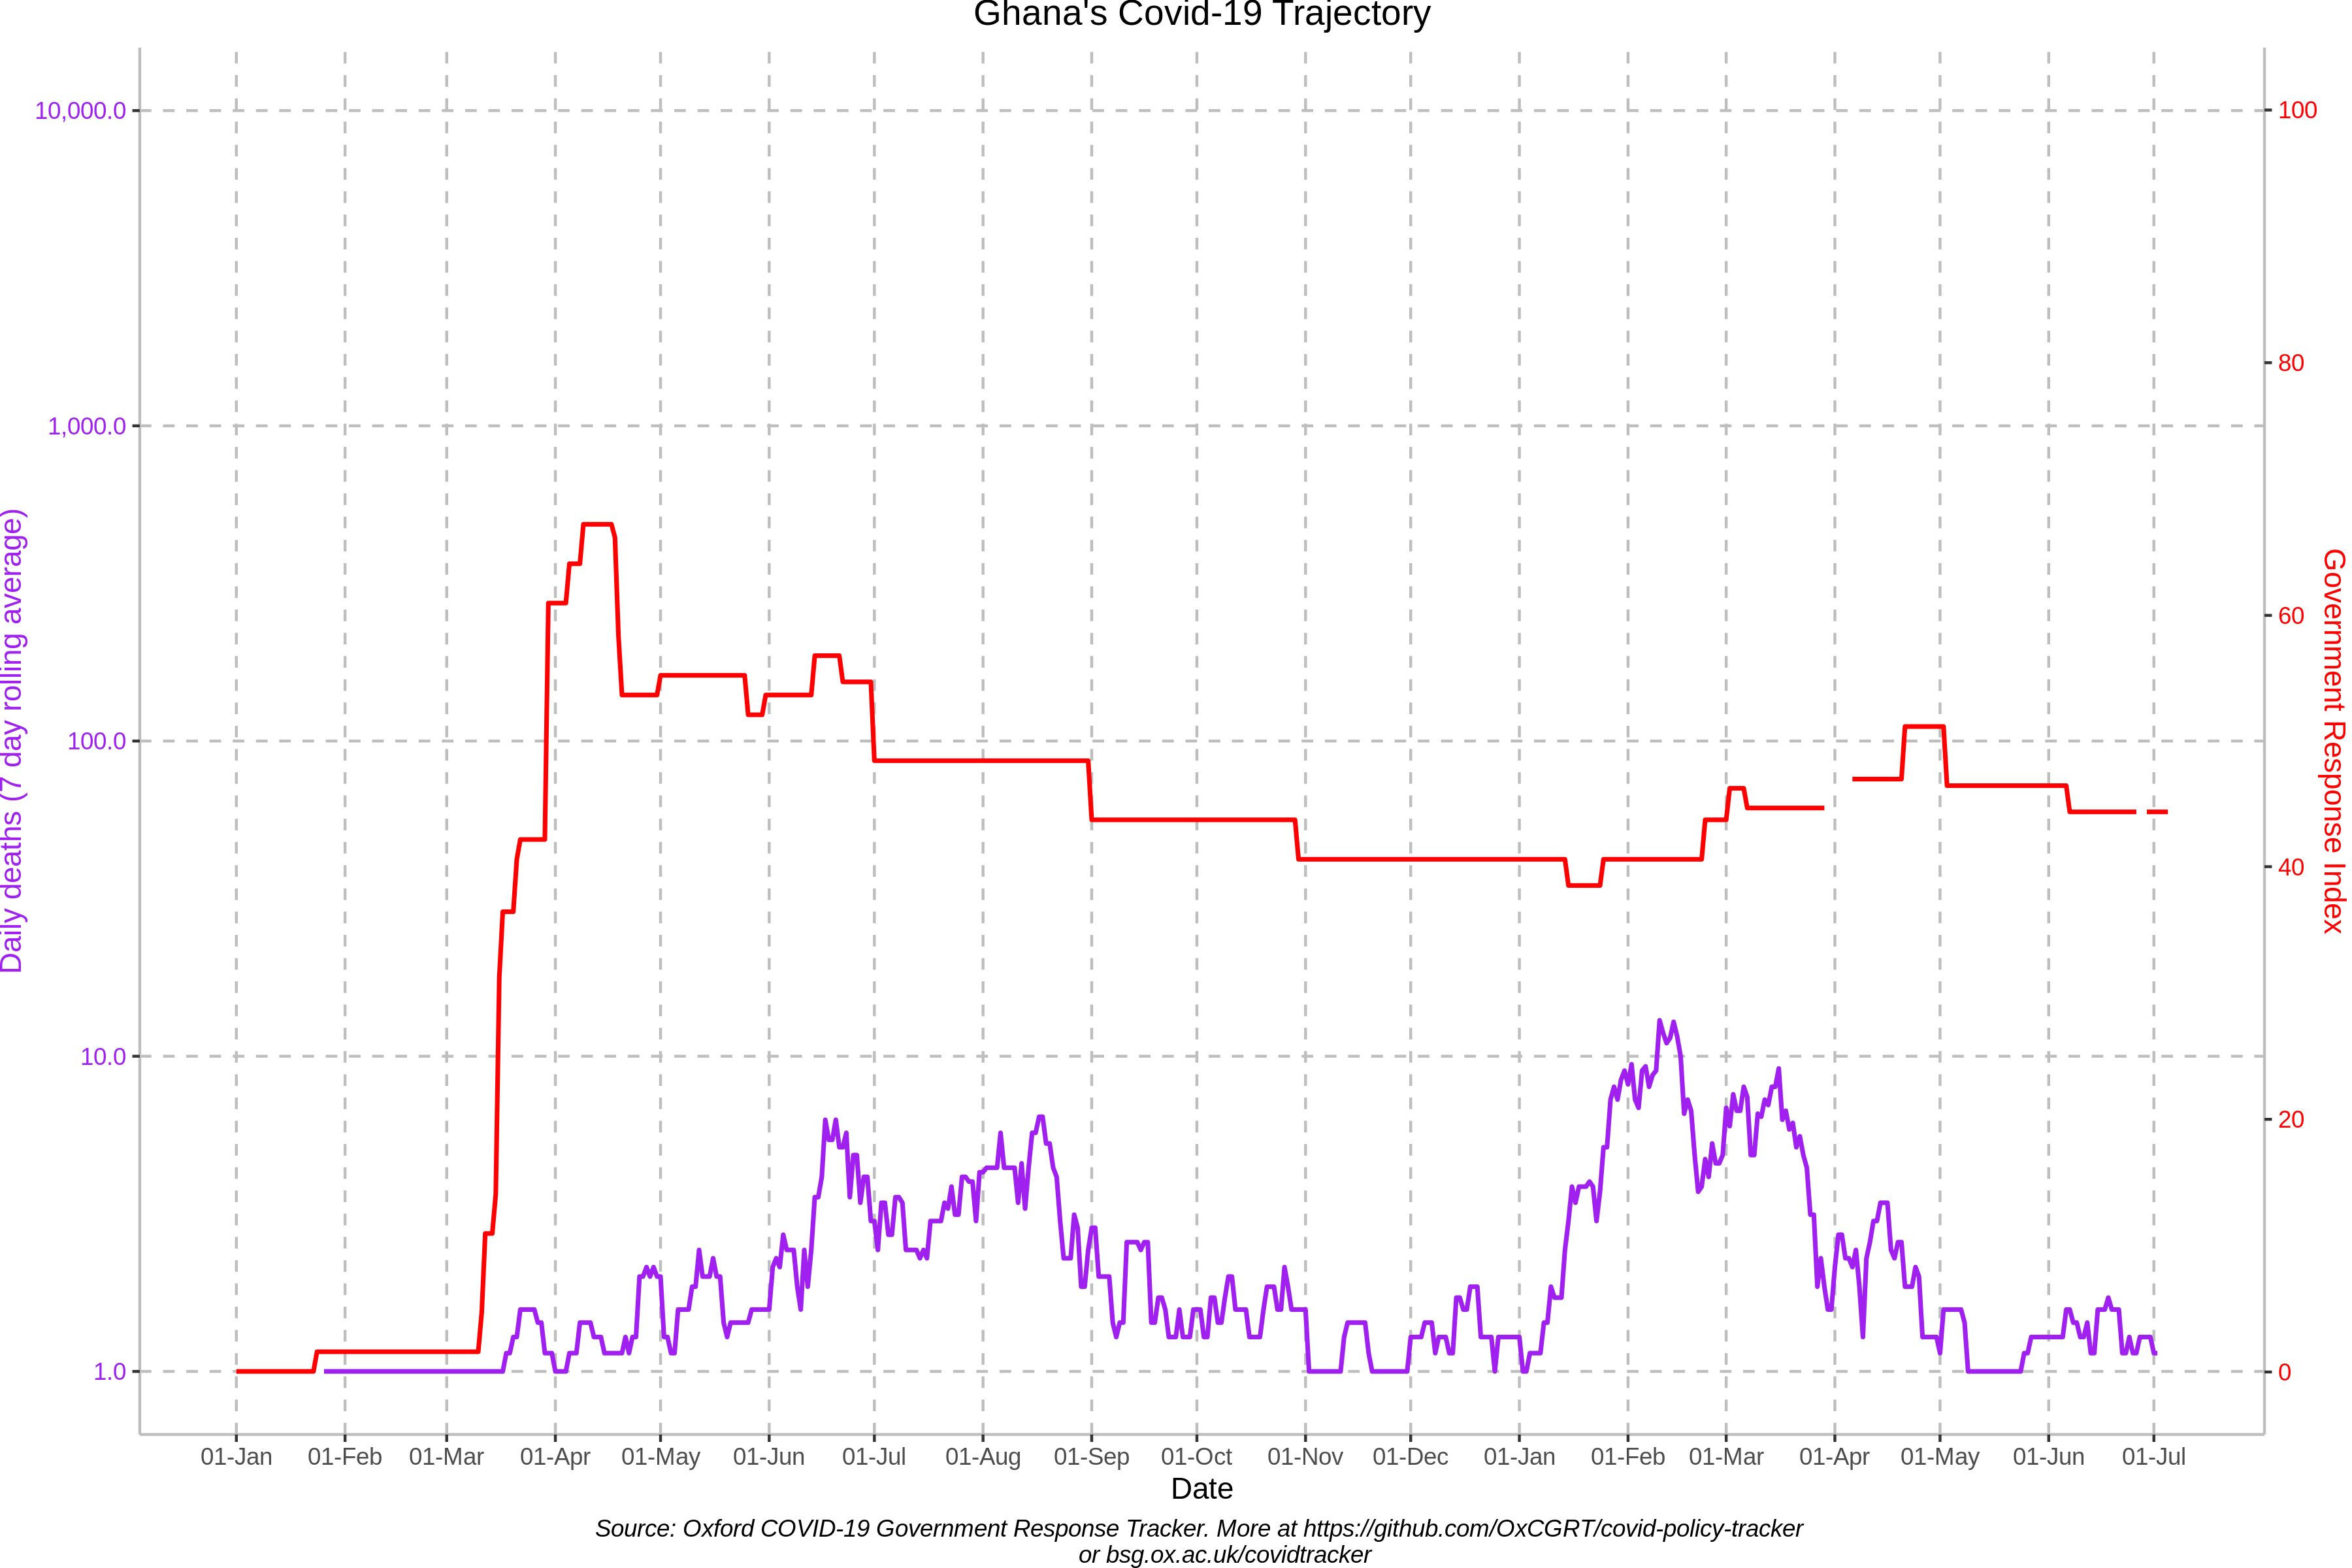 Ghana's Covid-19 Trajectory
10,000.0
1,000.0
100.0
10.0
1.0
Daily deaths (7 day rolling average)
100
80
60
40
20
0
Government Response Index
01-Jan 01-Feb 01-Mar 01-Apr 01-May 01-Jun 01-Jul 01-Aug 01-Sep 01-Oct 01-Nov 01-Dec 01-Jan 01-Feb 01-Mar 01-Apr 01-May 01-Jun 01-Jul
Date
Source: Oxford COVID-19 Government Response Tracker. More at https://github.com/OxCGRT/covid-policy-tracker
or bsg.ox.ac.uk/covidtracker